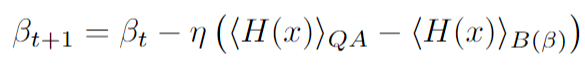 β_{t+1} = β_t − η (⟨H(x)⟩_{QA} − ⟨H(x)⟩_{B(β)})